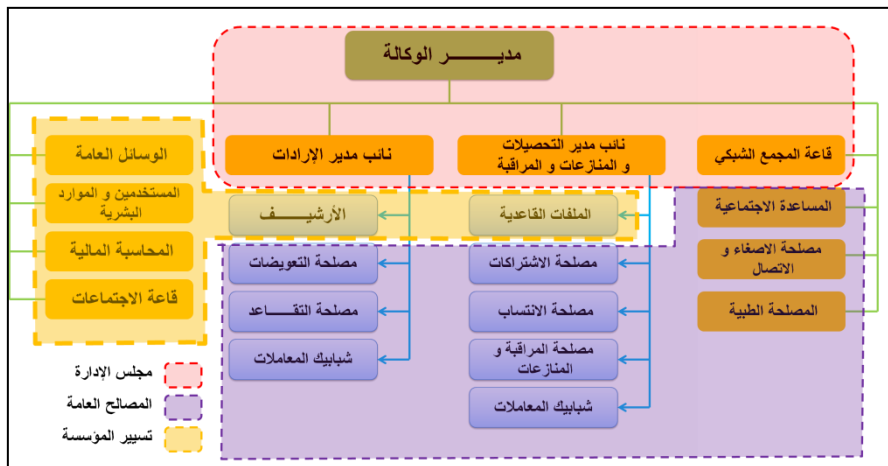 مديـــــــــر الوكالة
قاعة المجمع الشبكي
نائب مدير التحصيلات
و المنازعات و المراقبة
نائب مدير الإرادات
الوسائل العامة
المساعدة الاجتماعية
الملفات القاعدية
الأرشيـــــــف
المستخدمين و الموارد
البشرية
مصلحة الاصغاء و
الاتصال
مصلحة الاشتراكات
مصلحة التعويضات
المحاسبة المالية
المصلحة الطبية
مصلحة الانتساب
مصلحة التقـــــاعد
قاعة الاجتماعات
مصلحة المراقبة و
المنازعات
شبابيك المعاملات
شبابيك المعاملات
مجلس الإدارة
المصالح العامة
تسيير المؤسسة